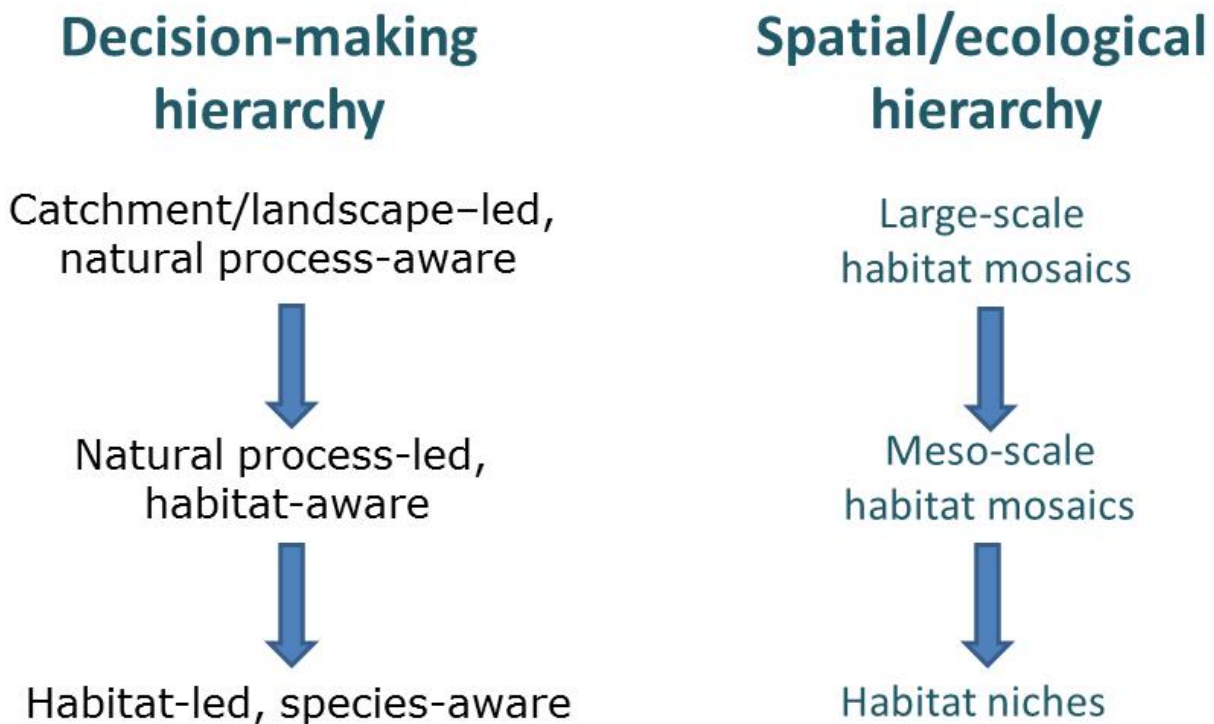 Decision-making
hierarchy
Catchment/landscape–led,
natural process-aware
Natural process-led,
habitat-aware
Habitat-led, species-aware
Spatial/ecological
hierarchy
Large-scale
habitat mosaics
Meso-scale
habitat mosaics
Habitat niches